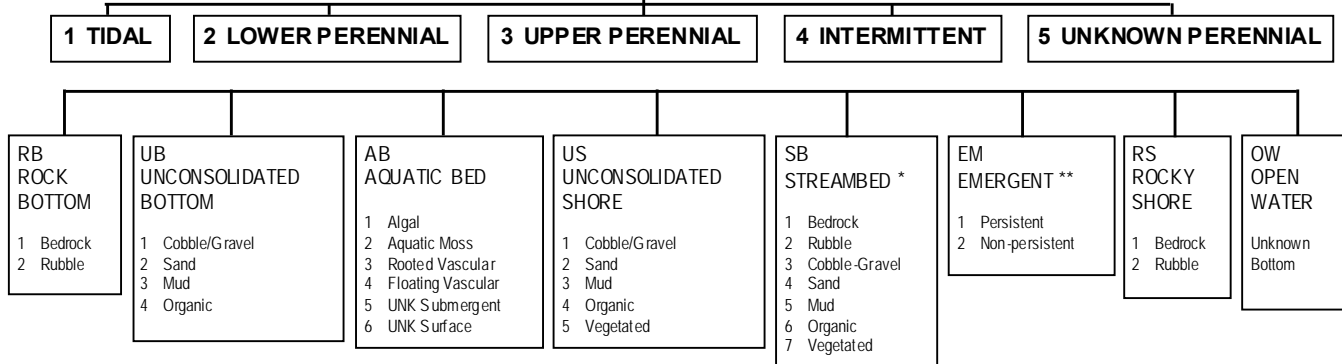 1 TIDAL
2 LOWER PERENNIAL
3 UPPER PERENNIAL
4 INTERMITTENT
5 UNKNOWN PERENNIAL
RB
ROCK
BOTTOM
1 Bedrock
2 Rubble
UB
UNCONSOLIDATED
BOTTOM
1 Cobble/Gravel
2 Sand
3 Mud
4 Organic
AB
AQUATIC BED
1 Algal
2 Aquatic Moss
3 Rooted Vascular
4 Floating Vascular
5 UNK Submergent
6 UNK Surface
US
UNCONSOLIDATED
SHORE
1 Cobble/Gravel
2 Sand
3 Mud
4 Organic
5 Vegetated
SB
STREAMBED *
1 Bedrock
2 Rubble
3 Cobble-Gravel
4 Sand
5 Mud
6 Organic
7 Vegetated
EM
EMERGENT **
1 Persistent
2 Non-persistent
RS
ROCKY
SHORE
1 Bedrock
2 Rubble
OW
OPEN
WATER
Unknown
Bottom